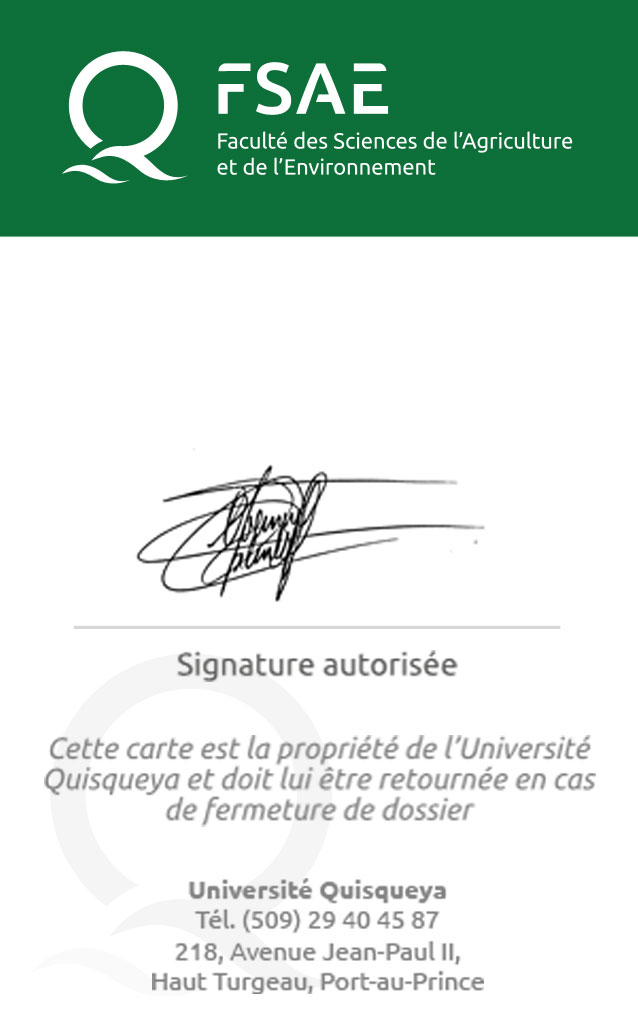 FSAE
Faculté des Sciences de l’Agriculture
et de l’Environnement
Signature autorisée
Cette carte est la propriété de l’Université
Quisqueya et doit lui être retournée en cas
de fermeture de dossier
Université Quisqueya
Tél. (509) 29 40 45 87
218, Avenue Jean-Paul II,
Haut Turgeau, Port-au-Prince